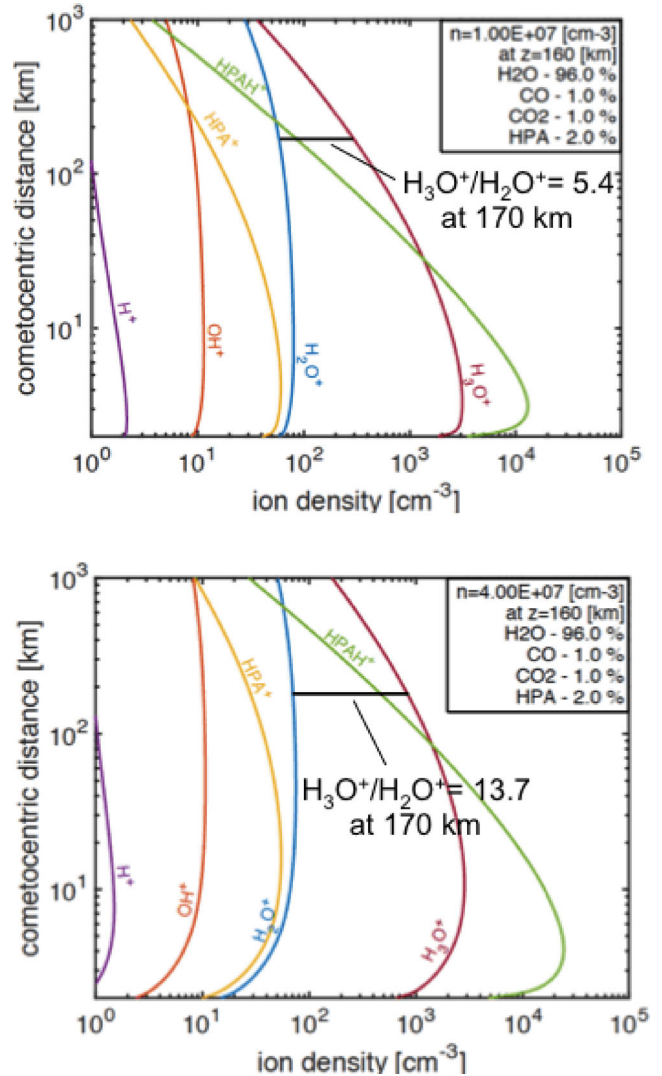 10³
10²
10¹
cometocentric distance [km]
n=1.00E+07 [cm-3]
at z=160 [km]
H2O - 96.0 %
CO - 1.0 %
CO2 - 1.0 %
HPA - 2.0 %
HPAH⁺
HPA⁺
H₃O⁺/H₂O⁺= 5.4
at 170 km
H⁺
OH⁺
H₂O⁺
H₃O⁺
10⁰ 10¹ 10² 10³ 10⁴ 10⁵
ion density [cm⁻³]
10³
10²
10¹
cometocentric distance [km]
n=4.00E+07 [cm-3]
at z=160 [km]
H2O - 96.0 %
CO - 1.0 %
CO2 - 1.0 %
HPA - 2.0 %
HPAH⁺
HPA⁺
H₃O⁺/H₂O⁺= 13.7
at 170 km
H⁺
OH⁺
H₂O⁺
H₃O⁺
10⁰ 10¹ 10² 10³ 10⁴ 10⁵
ion density [cm⁻³]